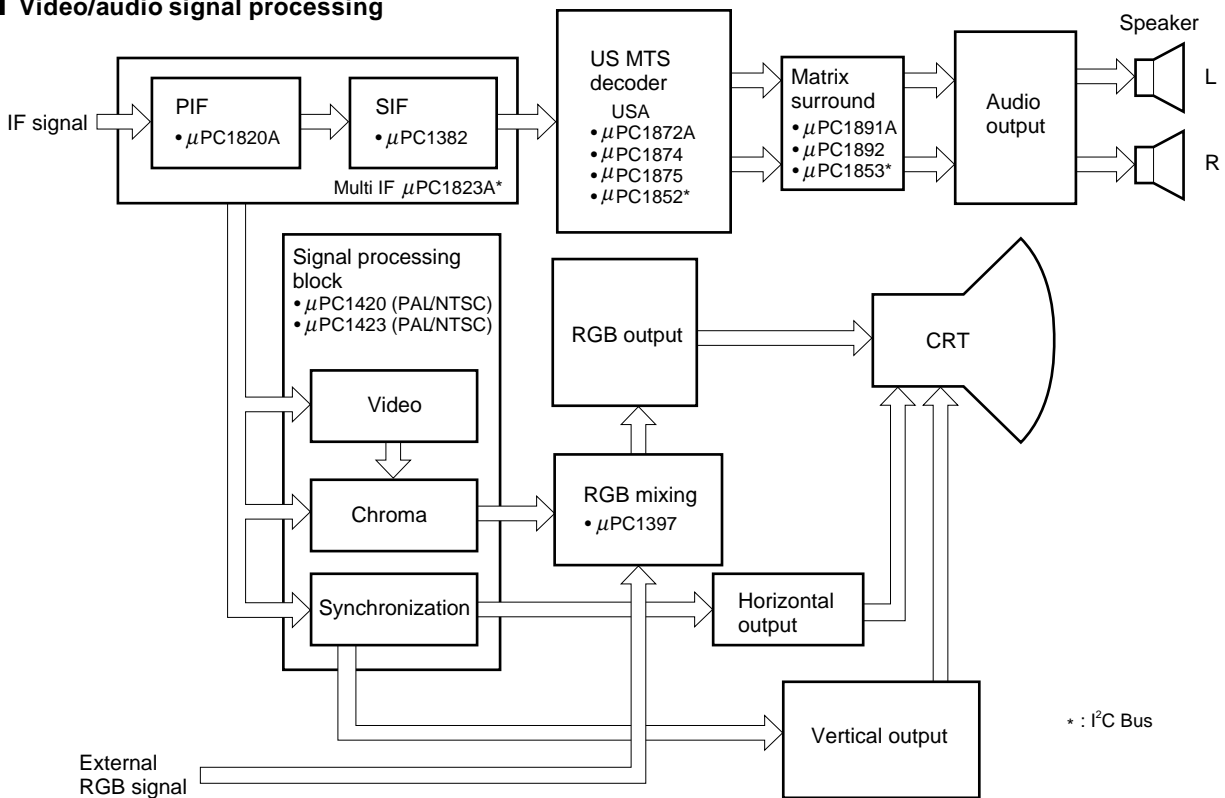 Video/audio signal processing
Speaker
IF signal
PIF
• μPC1820A
SIF
• μPC1382
Multi IF μPC1823A*
US MTS
decoder
USA
• μPC1872A
• μPC1874
• μPC1875
• μPC1852*
Matrix
surround
• μPC1891A
• μPC1892
• μPC1853*
Audio
output
L
R
Signal processing
block
• μPC1420 (PAL/NTSC)
• μPC1423 (PAL/NTSC)
Video
Chroma
Synchronization
RGB output
RGB mixing
• μPC1397
CRT
Horizontal
output
Vertical output
* : I²C Bus
External
RGB signal